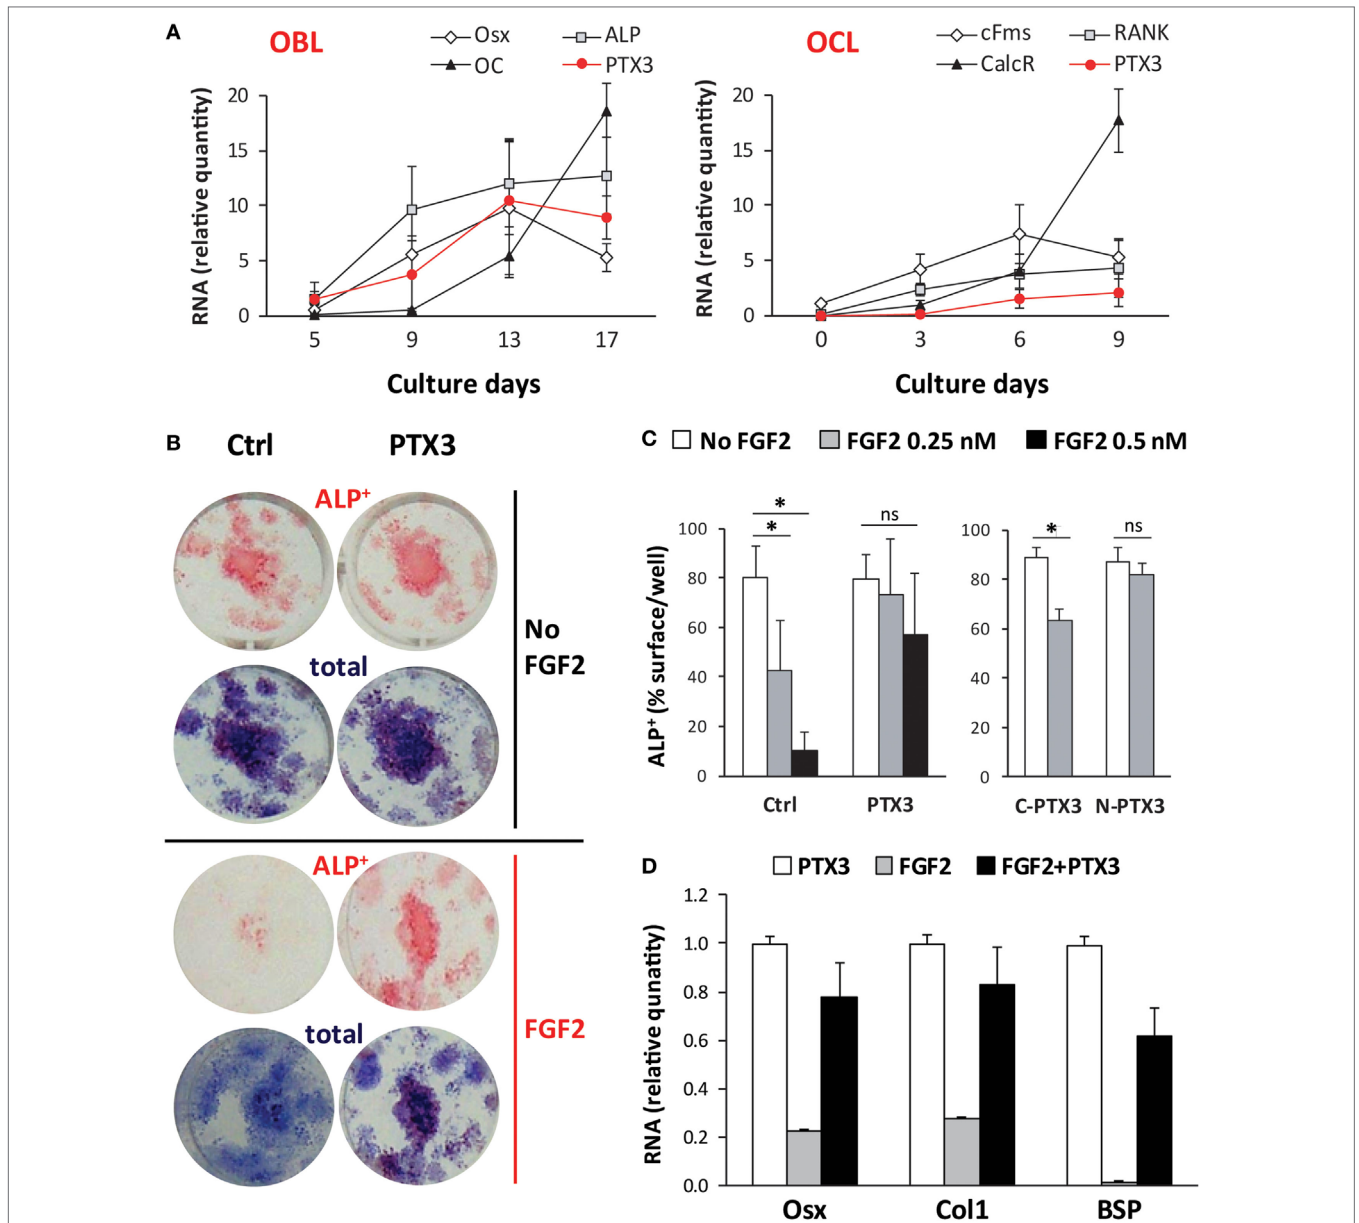 A
OBL
Osx
ALP
OC
PTX3
RNA (relative quantity)
20
15
10
5
0
5 9 13 17
Culture days
OCL
cFms
RANK
CalcR
PTX3
RNA (relative quantity)
20
15
10
5
0
0 3 6 9
Culture days
B
Ctrl PTX3
ALP+
total
No
FGF2
ALP+
total
FGF2
C
No FGF2 FGF2 0.25 nM FGF2 0.5 nM
ALP+ (% surface/well)
100
80
60
40
20
0
*
*
ns
Ctrl PTX3
100
80
60
40
20
0
*
ns
C-PTX3 N-PTX3
D
PTX3 FGF2 FGF2+PTX3
RNA (relative qunatity)
1.2
1.0
0.8
0.6
0.4
0.2
0.0
Osx Col1 BSP